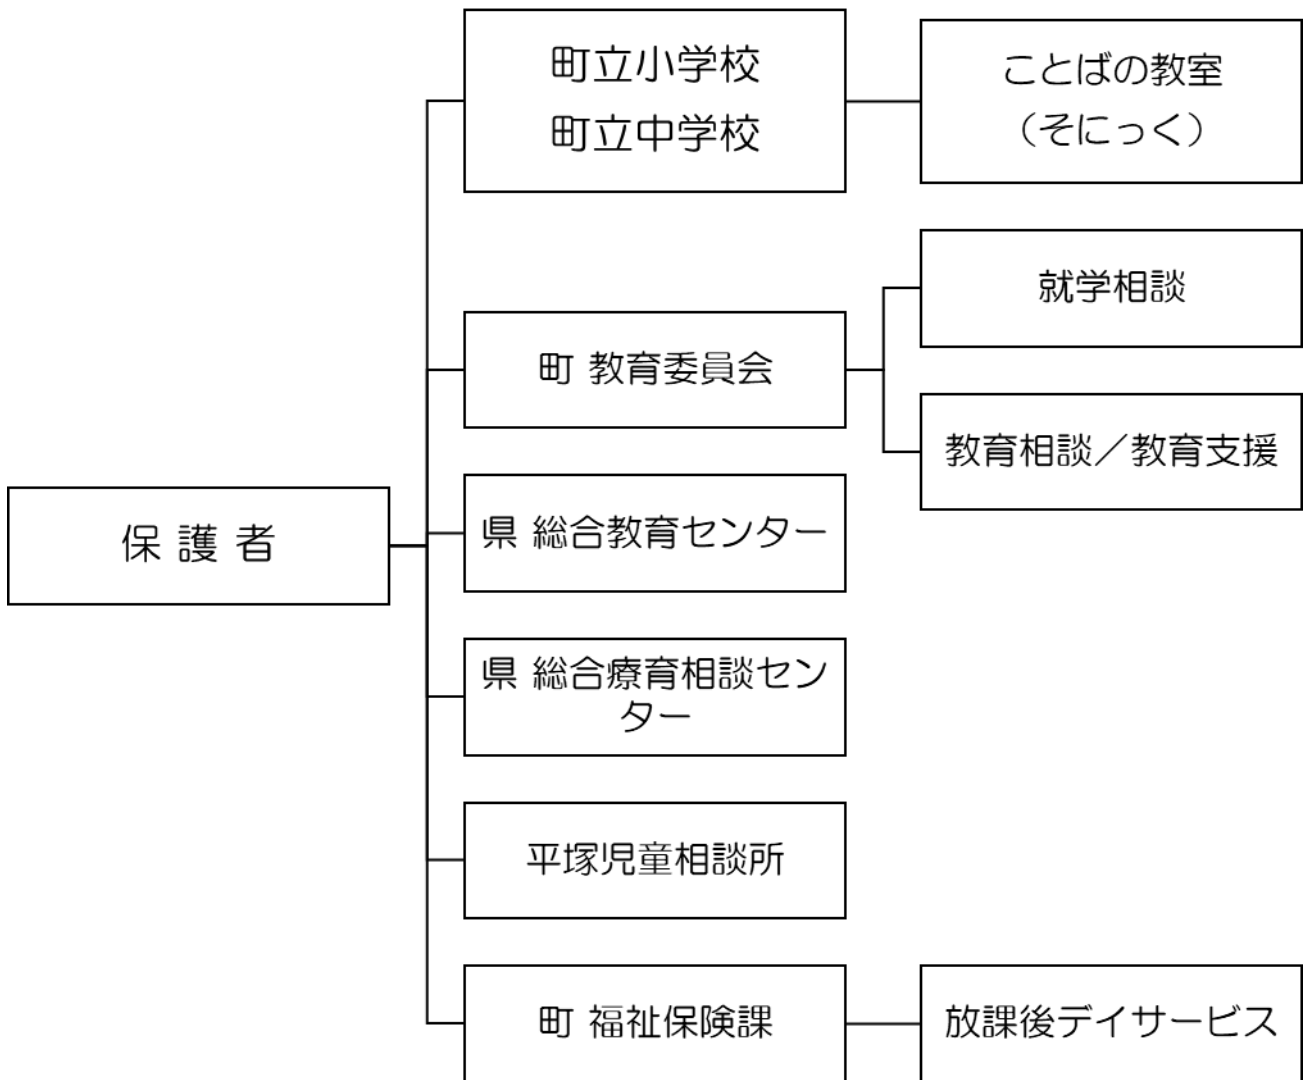 町立小学校
町立中学校
ことばの教室
（そにっく）
就学相談
町 教育委員会
教育相談／教育支援
保 護 者
県 総合教育センター
県 総合療育相談セン
ター
平塚児童相談所
町 福祉保険課
放課後デイサービス